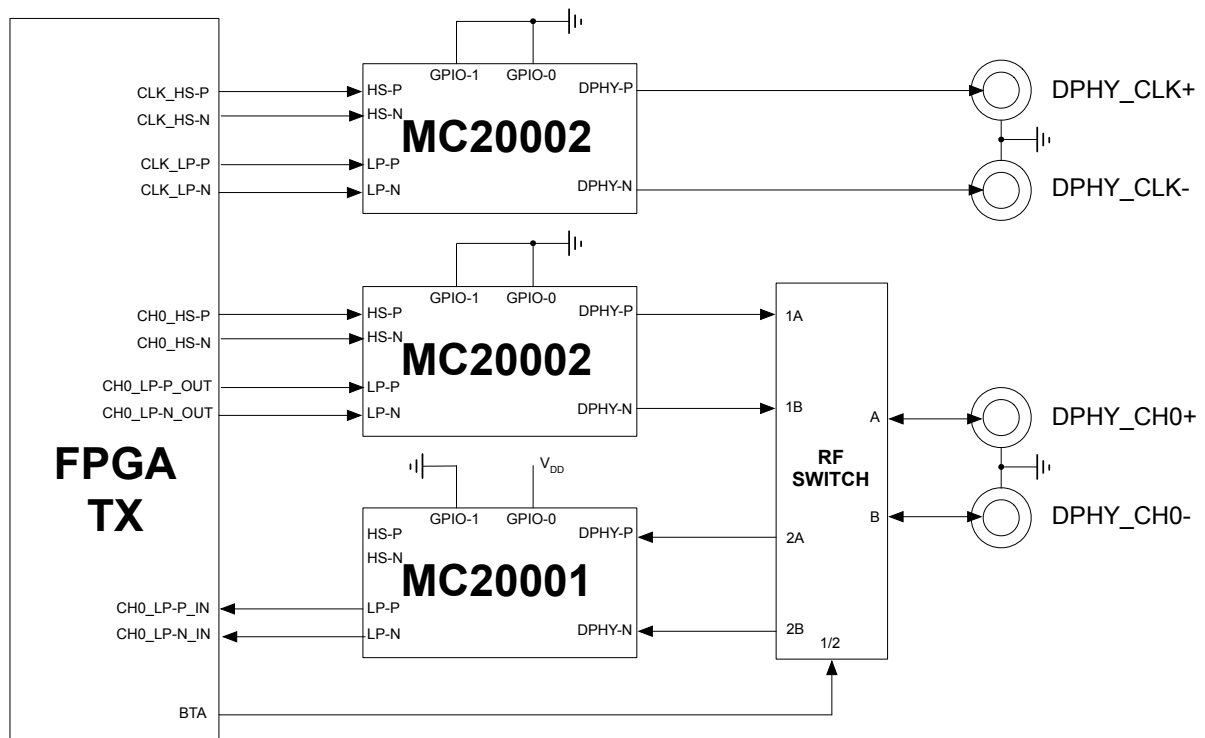 GPIO-1 GPIO-0
CLK_HS-P HS-P DPHY-P DPHY_CLK+
CLK_HS-N HS-N
MC20002
CLK_LP-P LP-P
CLK_LP-N LP-N DPHY-N DPHY_CLK-
GPIO-1 GPIO-0
CH0_HS-P HS-P DPHY-P 1A
CH0_HS-N HS-N
MC20002
CH0_LP-P_OUT LP-P
CH0_LP-N_OUT LP-N DPHY-N 1B
A DPHY_CH0+
FPGA
TX
RF
SWITCH
VDD
GPIO-1 GPIO-0
B DPHY_CH0-
HS-P DPHY-P 2A
HS-N
MC20001
CH0_LP-P_IN LP-P
CH0_LP-N_IN LP-N DPHY-N 2B
1/2
BTA